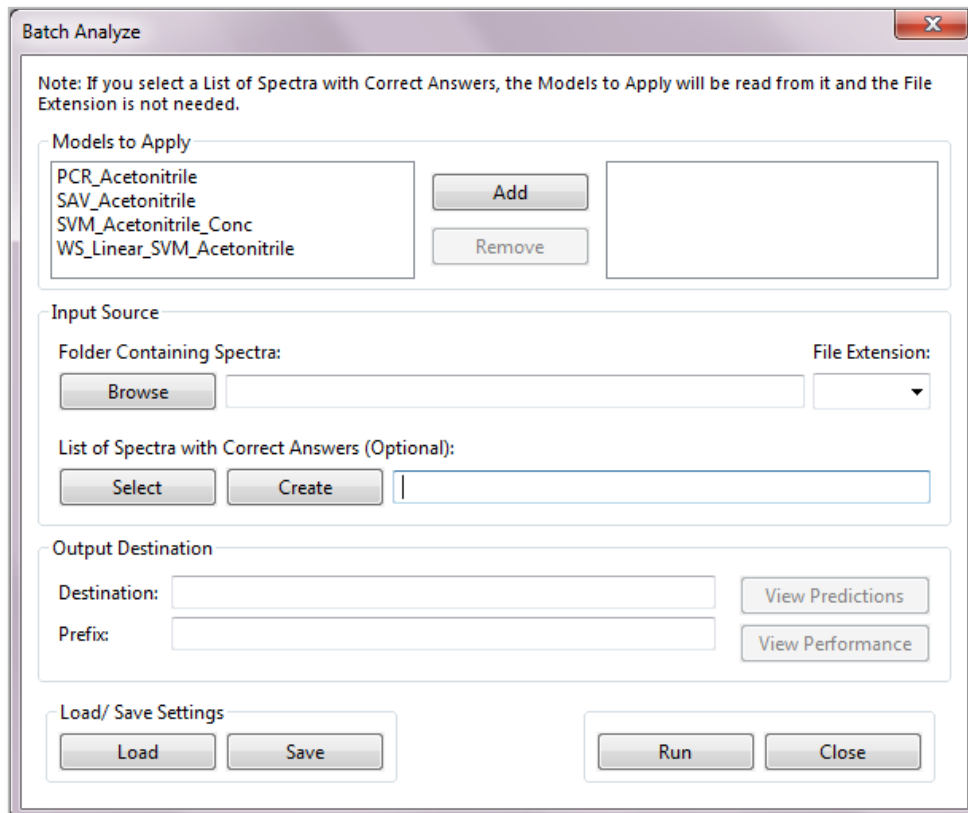 Batch Analyze
X
Note: If you select a List of Spectra with Correct Answers, the Models to Apply will be read from it and the File
Extension is not needed.
Models to Apply
PCR_Acetonitrile
SAV_Acetonitrile
SVM_Acetonitrile_Conc
WS_Linear_SVM_Acetonitrile
Add
Remove
Input Source
Folder Containing Spectra:
File Extension:
Browse
List of Spectra with Correct Answers (Optional):
Select
Create
Output Destination
Destination:
View Predictions
Prefix:
View Performance
Load/ Save Settings
Load
Save
Run
Close